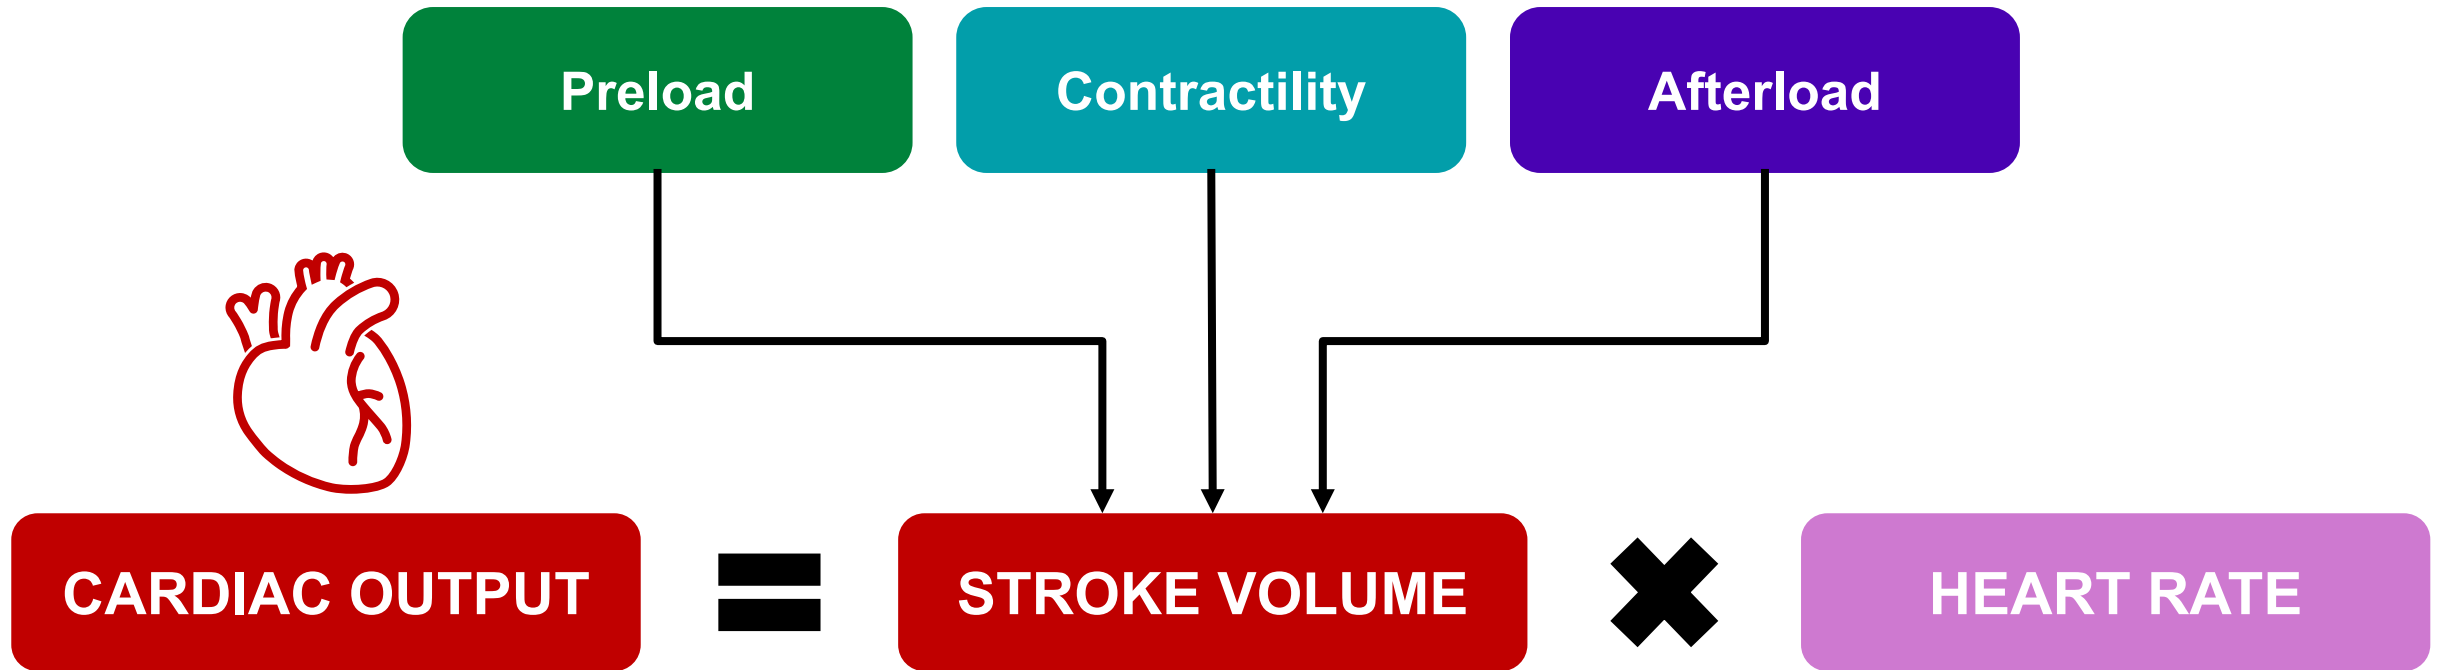 Preload
Contractility
Afterload
CARDIAC OUTPUT
STROKE VOLUME
HEART RATE